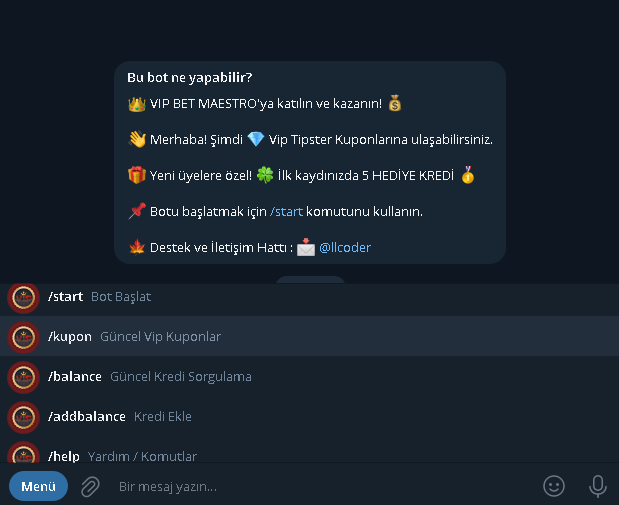 Bu bot ne yapabilir?
👑 VIP BET MAESTRO'ya katılın ve kazanın! 💰
👋 Merhaba! Şimdi 💎 Vip Tipster Kuponlarına ulaşabilirsiniz.
🎁 Yeni üyelere özel! 🍀 İlk kaydınızda 5 HEDİYE KREDİ 🥇
📌 Botu başlatmak için /start komutunu kullanın.
🍁 Destek ve İletişim Hattı : 📩 @llcoder
/start Bot Başlat
/kupon Güncel Vip Kuponlar
/balance Güncel Kredi Sorgulama
/addbalance Kredi Ekle
/help Yardım / Komutlar
Menü Bir mesaj yazın...